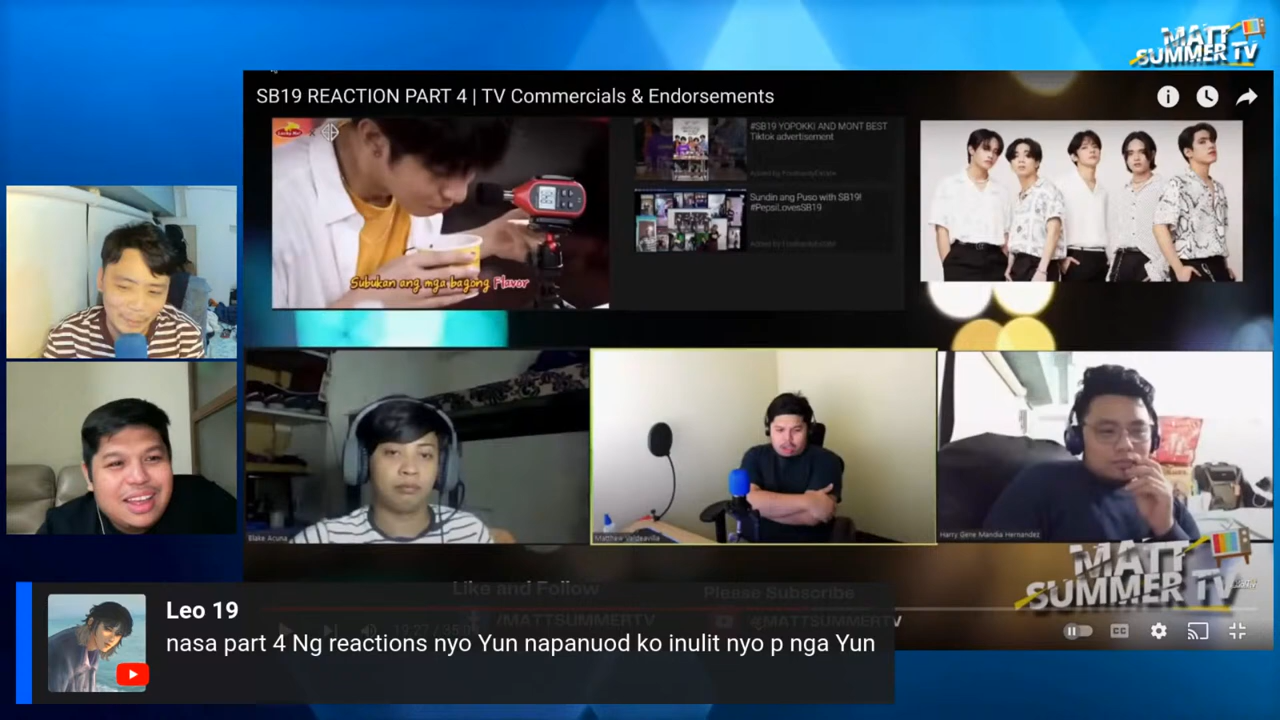 MATT
SUMMER TV
SB19 REACTION PART 4 | TV Commercials & Endorsements
#SB19 YOPOKKI AND MONT BEST
Tiktok advertisement
Sundin ang Puso with SB19!
#PepsiLovesSB19
Subukan ang mga bagong Flavor
Blake Acuna
Matthew Valdeavilla
Harry Gene Mandia Hernandez
MATT
SUMMER TV
Like and Follow
Please Subscribe
/MATTSUMMERTV
Leo 19
nasa part 4 Ng reactions nyo Yun napanuod ko inulit nyo p nga Yun